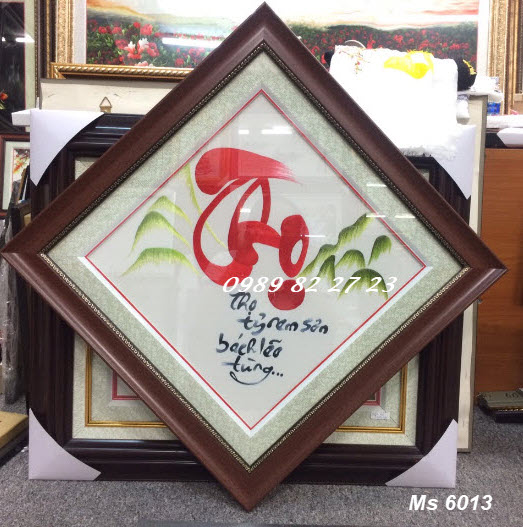 Thọ
0989 82 27 23
Thọ
tỷ nam sơn
bách lão
tùng...
Ms 6013